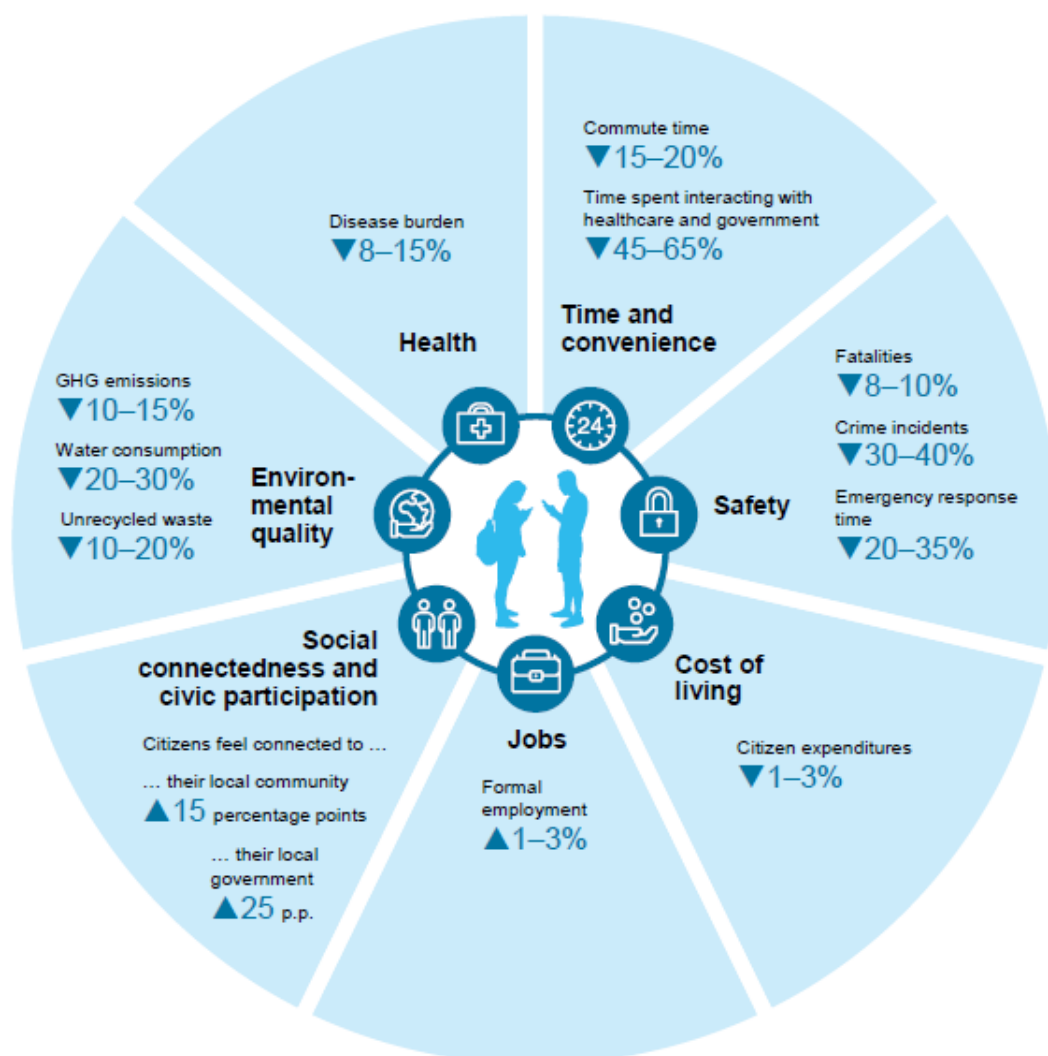 Commute time
▼15–20%
Time spent interacting with
healthcare and government
▼45–65%
Time and
convenience
Disease burden
▼8–15%
Health
24
Fatalities
▼8–10%
Crime incidents
▼30–40%
Emergency response
time
▼20–35%
Safety
GHG emissions
▼10–15%
Water consumption
▼20–30%
Unrecycled waste
▼10–20%
Environ-
mental
quality
Social
connectedness and
civic participation
Citizens feel connected to …
… their local community
▲15 percentage points
… their local
government
▲25 p.p.
Jobs
Formal
employment
▲1–3%
Cost of
living
Citizen expenditures
▼1–3%